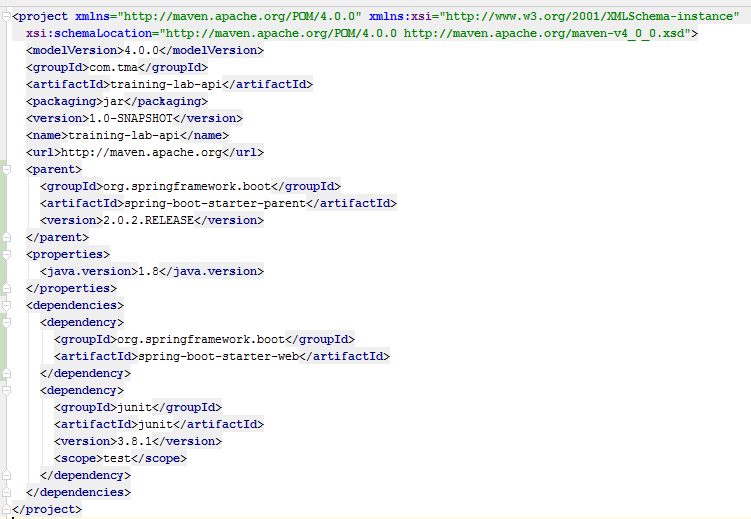 <project xmlns="http://maven.apache.org/POM/4.0.0" xmlns:xsi="http://www.w3.org/2001/XMLSchema-instance"
xsi:schemaLocation="http://maven.apache.org/POM/4.0.0 http://maven.apache.org/maven-v4_0_0.xsd">
<modelVersion>4.0.0</modelVersion>
<groupId>com.tma</groupId>
<artifactId>training-lab-api</artifactId>
<packaging>jar</packaging>
<version>1.0-SNAPSHOT</version>
<name>training-lab-api</name>
<url>http://maven.apache.org</url>
<parent>
<groupId>org.springframework.boot</groupId>
<artifactId>spring-boot-starter-parent</artifactId>
<version>2.0.2.RELEASE</version>
</parent>
<properties>
<java.version>1.8</java.version>
</properties>
<dependencies>
<dependency>
<groupId>org.springframework.boot</groupId>
<artifactId>spring-boot-starter-web</artifactId>
</dependency>
<dependency>
<groupId>junit</groupId>
<artifactId>junit</artifactId>
<version>3.8.1</version>
<scope>test</scope>
</dependency>
</dependencies>
</project>